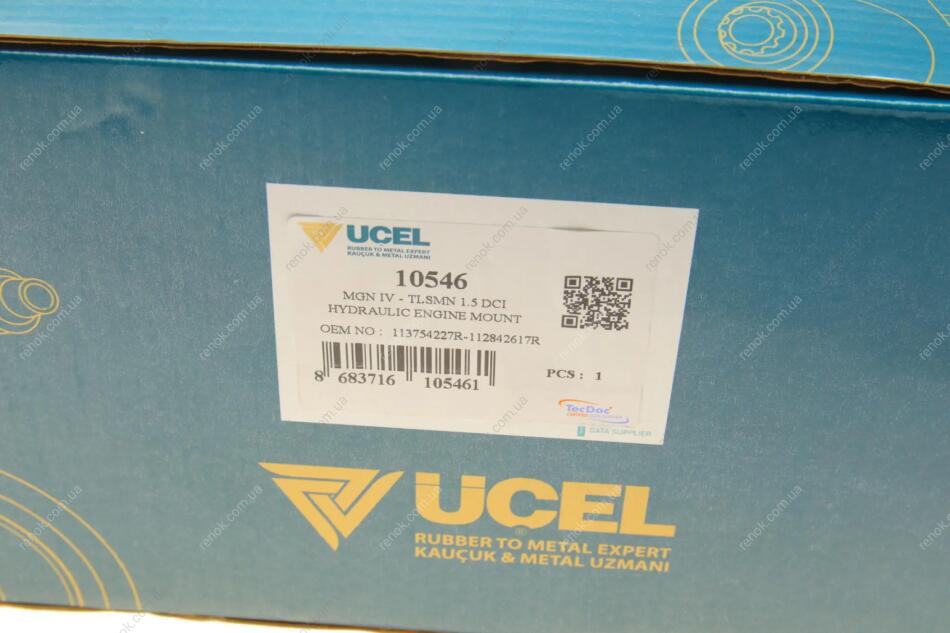 UCEL
RUBBER TO METAL EXPERT
KAUÇUK & METAL UZMANI
10546
MGN IV - TLSMN 1.5 DCI
HYDRAULIC ENGINE MOUNT
OEM NO : 113754227R-112842617R
8 683716 105461
PCS : 1
TecDoc
DATA SUPPLIER
UCEL
RUBBER TO METAL EXPERT
KAUÇUK & METAL UZMANI
renok.com.ua